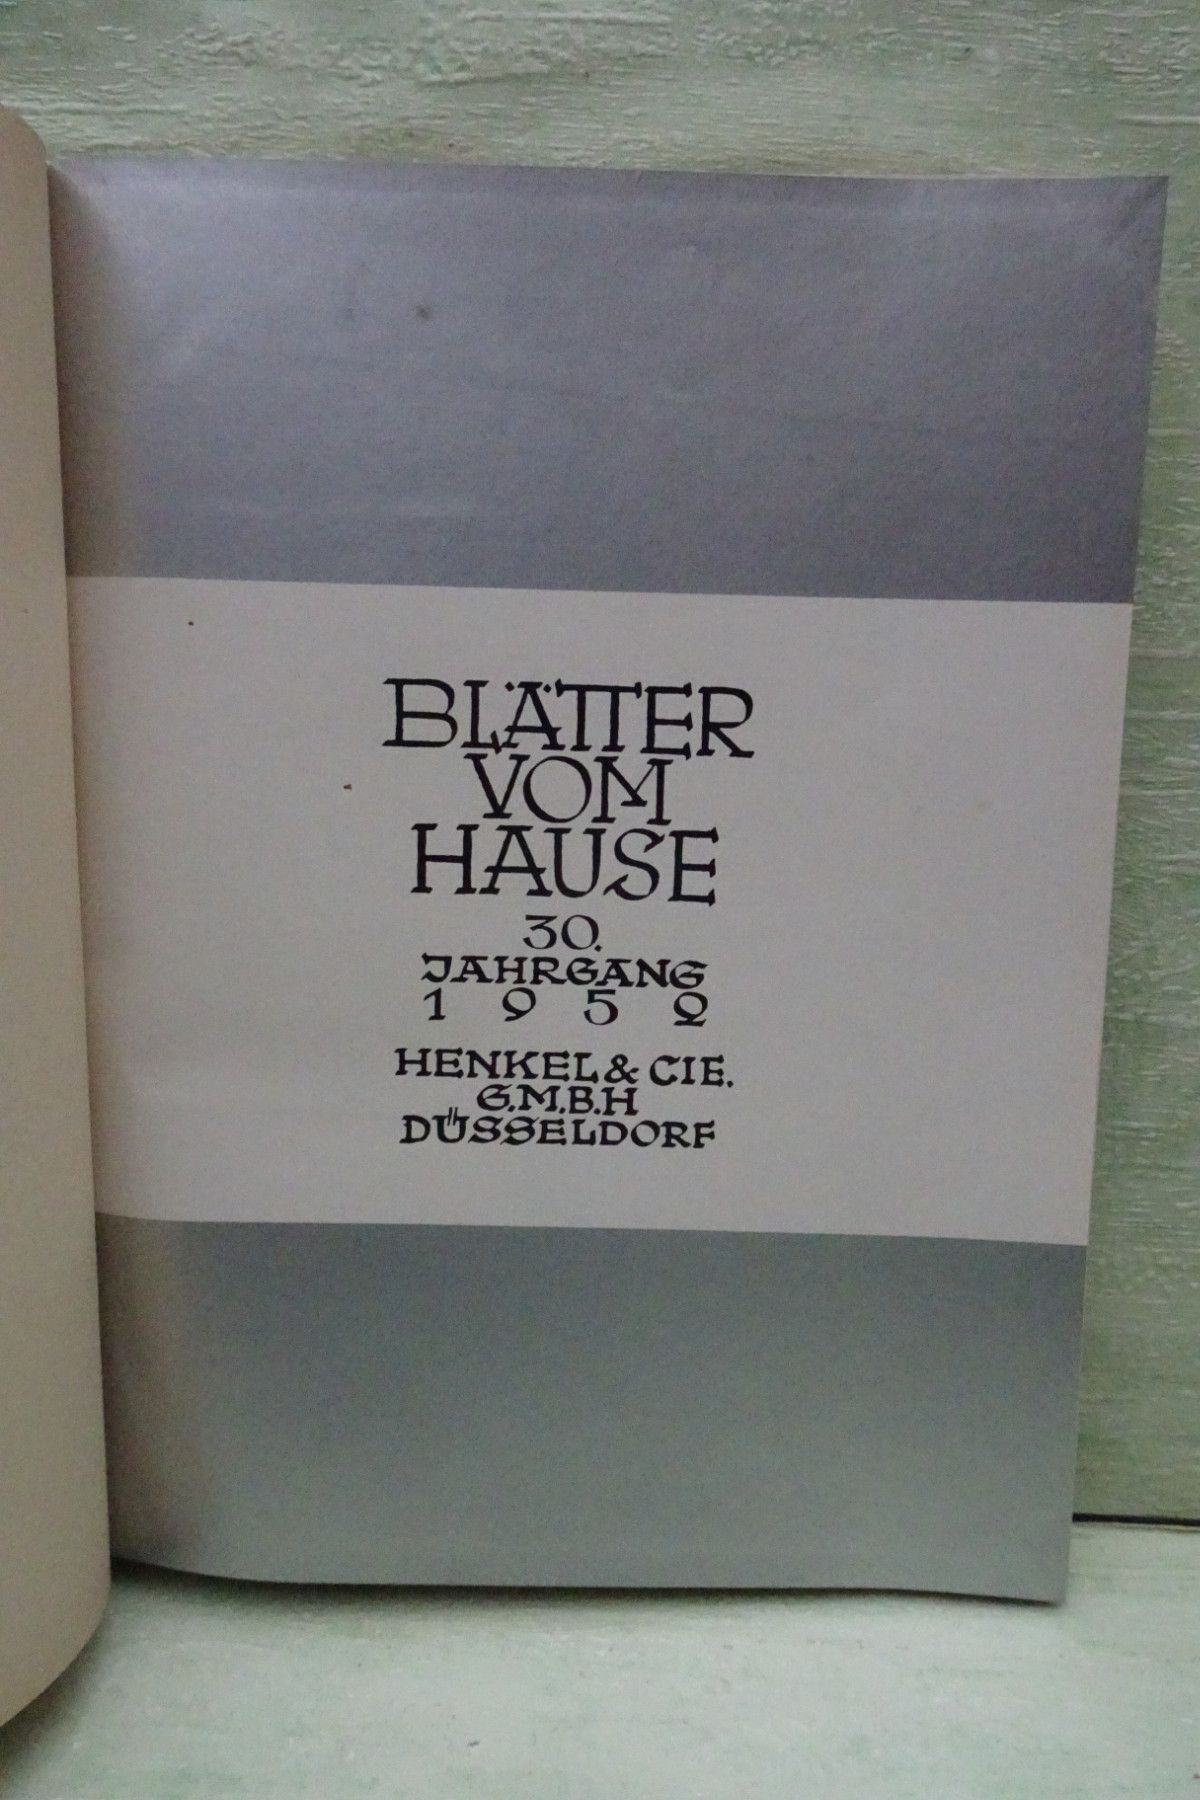 BLÄTTER
VOM
HAUSE
30.
JAHRGANG
1952
HENKEL & CIE.
G.M.B.H
DÜSSELDORF